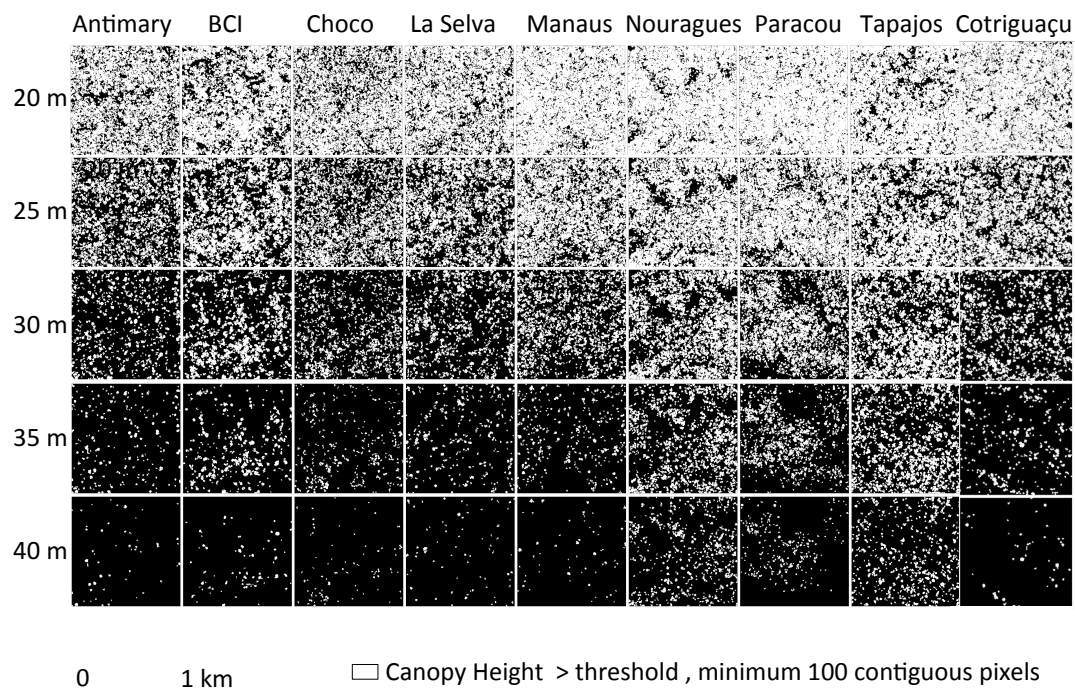 Antimary BCI Choco La Selva Manaus Nouragues Paracou Tapajos Cotriguaçu
20 m
25 m
30 m
35 m
40 m
0 1 km
Canopy Height > threshold , minimum 100 contiguous pixels